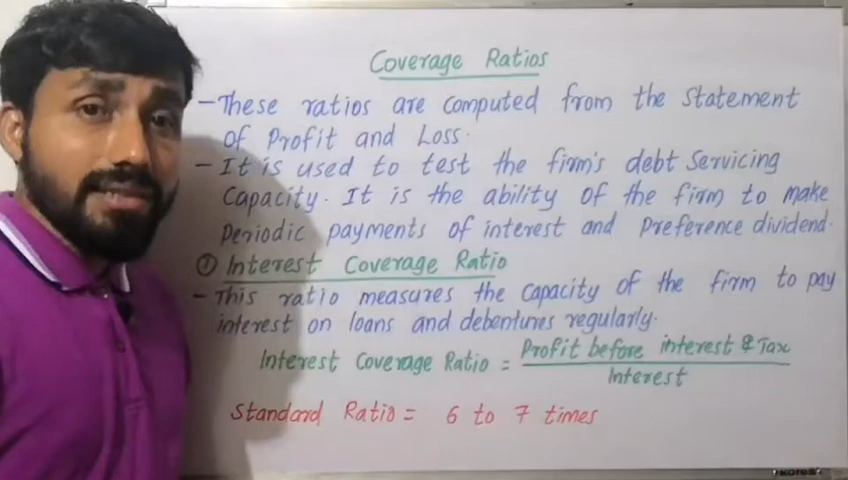 Coverage Ratios
- These ratios are computed from the Statement
of Profit and Loss.
- It is used to test the firm's debt Servicing
Capacity. It is the ability of the firm to make
Periodic payments of interest and Preference dividend.
① Interest Coverage Ratio
- This ratio measures the capacity of the firm to pay
interest on loans and debentures regularly.
Interest Coverage Ratio = Profit before interest & Tax
Interest
Standard Ratio = 6 to 7 times
KORES